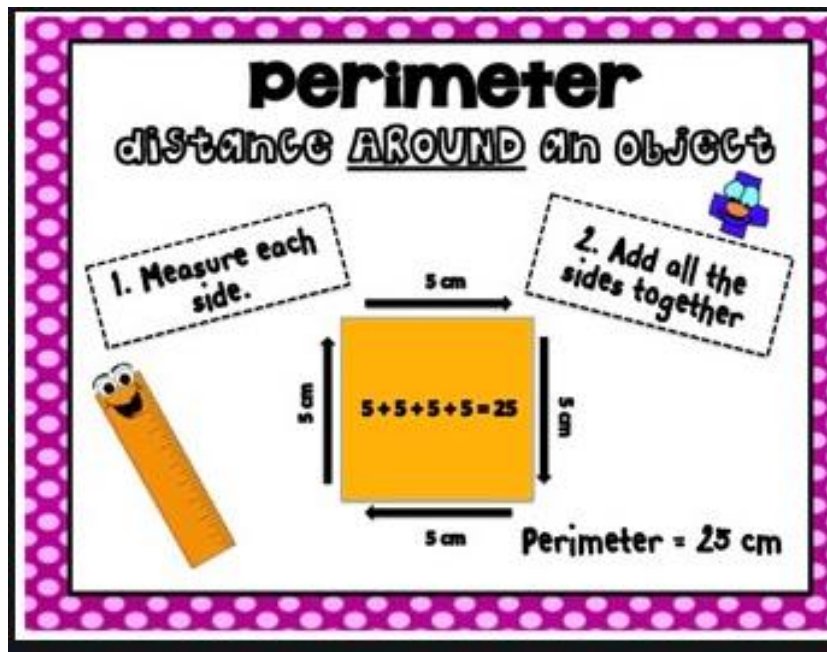 perimeter
distance AROUND an object
1. Measure each
side.
2. Add all the
sides together
5 cm
5 cm
5 + 5 + 5 + 5 = 25
5 cm
5 cm
Perimeter = 25 cm